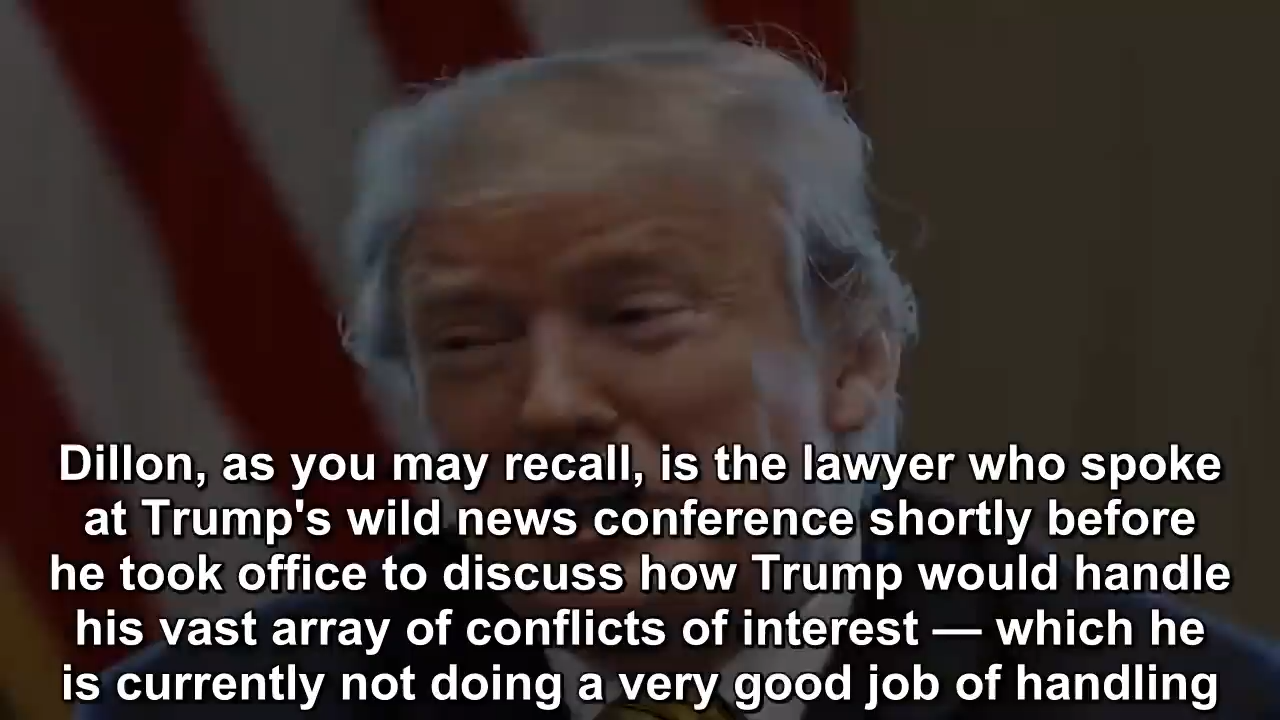 Dillon, as you may recall, is the lawyer who spoke
at Trump's wild news conference shortly before
he took office to discuss how Trump would handle
his vast array of conflicts of interest — which he
is currently not doing a very good job of handling